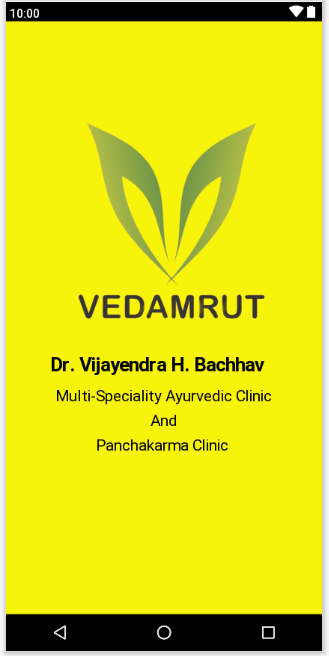 10:00
VEDAMRUT
Dr. Vijayendra H. Bachhav
Multi-Speciality Ayurvedic Clinic
And
Panchakarma Clinic